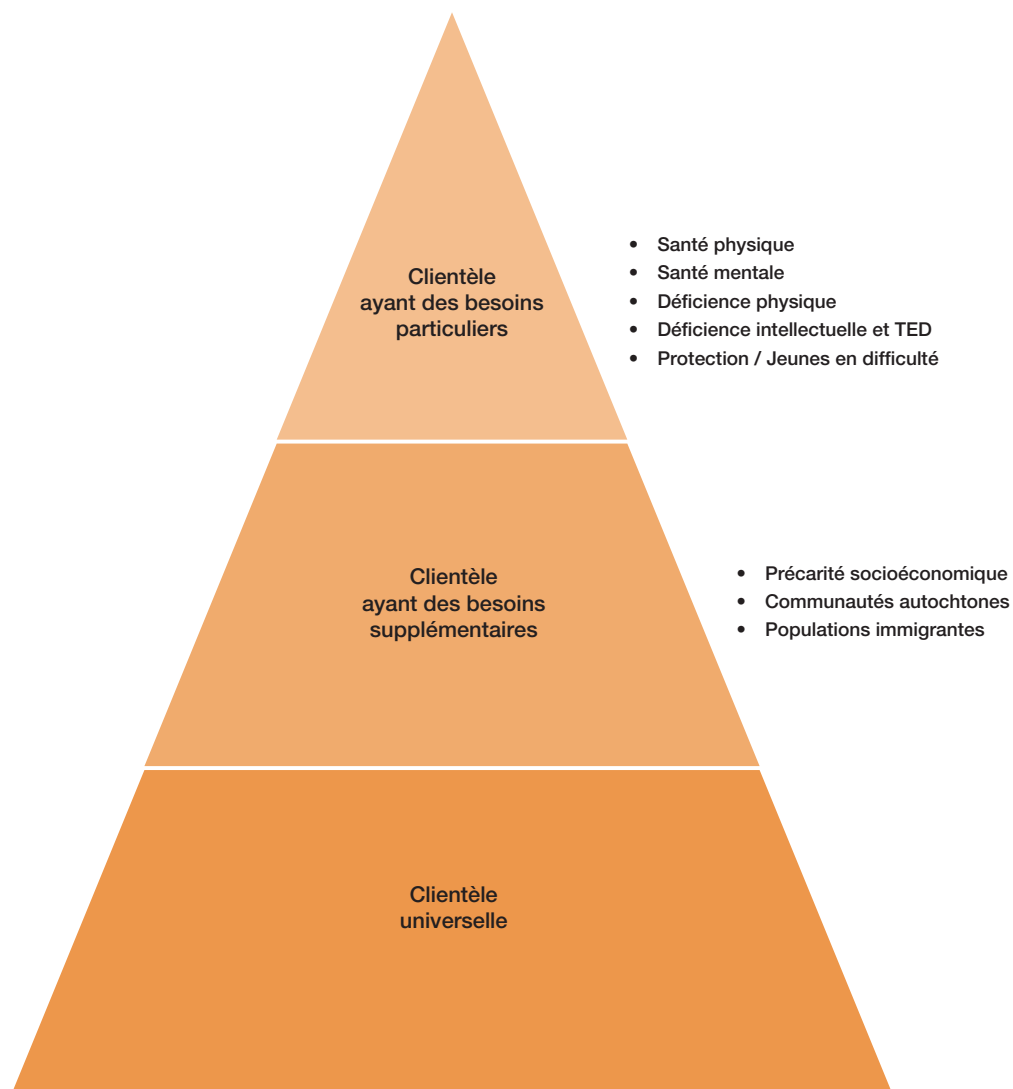 Clientèle
ayant des besoins
particuliers
• Santé physique
• Santé mentale
• Déficience physique
• Déficience intellectuelle et TED
• Protection / Jeunes en difficulté
Clientèle
ayant des besoins
supplémentaires
• Précarité socioéconomique
• Communautés autochtones
• Populations immigrantes
Clientèle
universelle